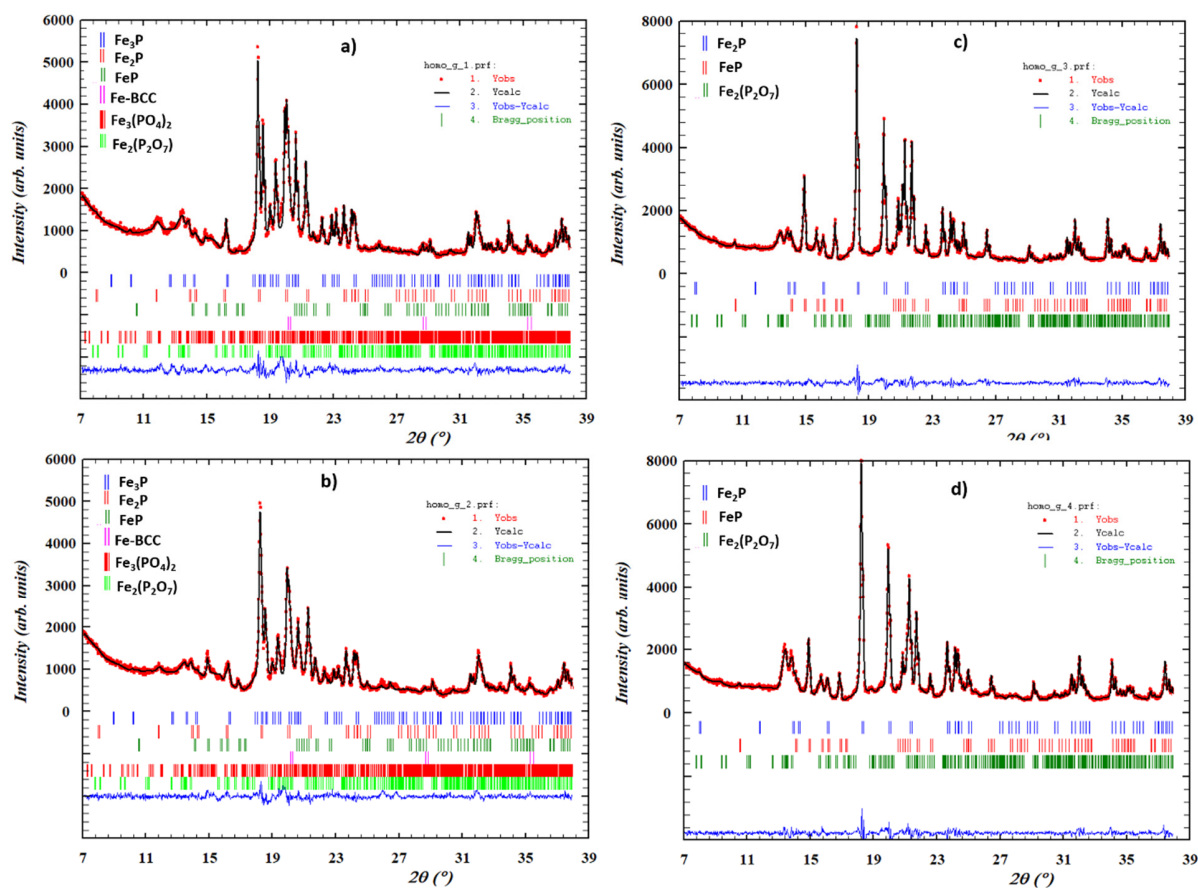 a)
Fe₃P
Fe₂P
FeP
Fe-BCC
Fe₃(PO₄)₂
Fe₂(P₂O₇)
homo_g_1.prf:
1. Yobs
2. Ycalc
3. Yobs-Ycalc
4. Bragg_position
Intensity (arb. units)
6000
5000
4000
3000
2000
1000
0
7 11 15 19 23 27 31 35 39
2θ (°)
c)
Fe₂P
FeP
Fe₂(P₂O₇)
homo_g_3.prf:
1. Yobs
2. Ycalc
3. Yobs-Ycalc
4. Bragg_position
Intensity (arb. units)
8000
6000
4000
2000
0
7 11 15 19 23 27 31 35 39
2θ (°)
b)
Fe₃P
Fe₂P
FeP
Fe-BCC
Fe₃(PO₄)₂
Fe₂(P₂O₇)
homo_g_2.prf:
1. Yobs
2. Ycalc
3. Yobs-Ycalc
4. Bragg_position
Intensity (arb. units)
6000
5000
4000
3000
2000
1000
0
7 11 15 19 23 27 31 35 39
2θ (°)
d)
Fe₂P
FeP
Fe₂(P₂O₇)
homo_g_4.prf:
1. Yobs
2. Ycalc
3. Yobs-Ycalc
4. Bragg_position
Intensity (arb. units)
8000
6000
4000
2000
0
7 11 15 19 23 27 31 35 39
2θ (°)